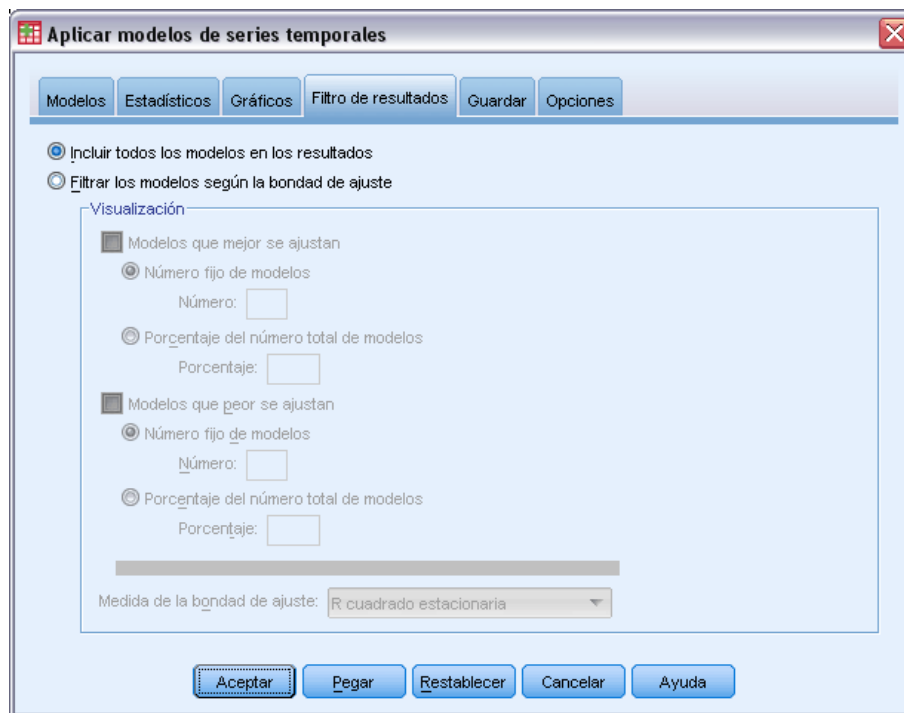 Aplicar modelos de series temporales
Modelos Estadísticos Gráficos Filtro de resultados Guardar Opciones
Incluir todos los modelos en los resultados
Filtrar los modelos según la bondad de ajuste
Visualización
Modelos que mejor se ajustan
Número fijo de modelos
Número:
Porcentaje del número total de modelos
Porcentaje:
Modelos que peor se ajustan
Número fijo de modelos
Número:
Porcentaje del número total de modelos
Porcentaje:
Medida de la bondad de ajuste: R cuadrado estacionaria
Aceptar Pegar Restablecer Cancelar Ayuda